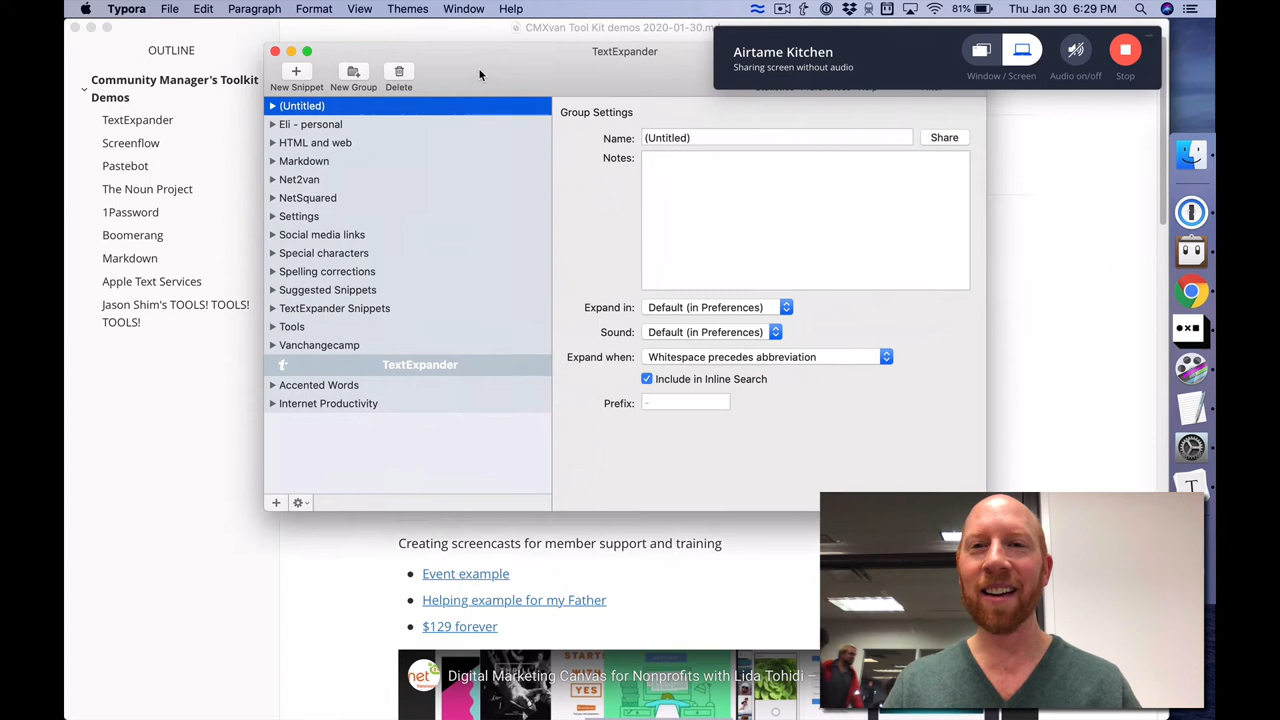 Typora File Edit Paragraph Format View Themes Window Help
81% Thu Jan 30 6:29 PM
CMXvan Tool Kit demos 2020-01-30.m
OUTLINE
Community Manager's Toolkit
Demos
TextExpander
Screenflow
Pastebot
The Noun Project
1Password
Boomerang
Markdown
Apple Text Services
Jason Shim's TOOLS! TOOLS!
TOOLS!
TextExpander
New Snippet New Group Delete
Airtame Kitchen
Sharing screen without audio
Window / Screen
Audio on/off
Stop
(Untitled)
Eli - personal
HTML and web
Markdown
Net2van
NetSquared
Settings
Social media links
Special characters
Spelling corrections
Suggested Snippets
TextExpander Snippets
Tools
Vanchangecamp
TextExpander
Accented Words
Internet Productivity
Group Settings
Name: (Untitled) Share
Notes:
Expand in: Default (in Preferences)
Sound: Default (in Preferences)
Expand when: Whitespace precedes abbreviation
Include in Inline Search
Prefix: -
Creating screencasts for member support and training
Event example
Helping example for my Father
$129 forever
Digital Marketing Canvas for Nonprofits with Lida Tohidi –
net